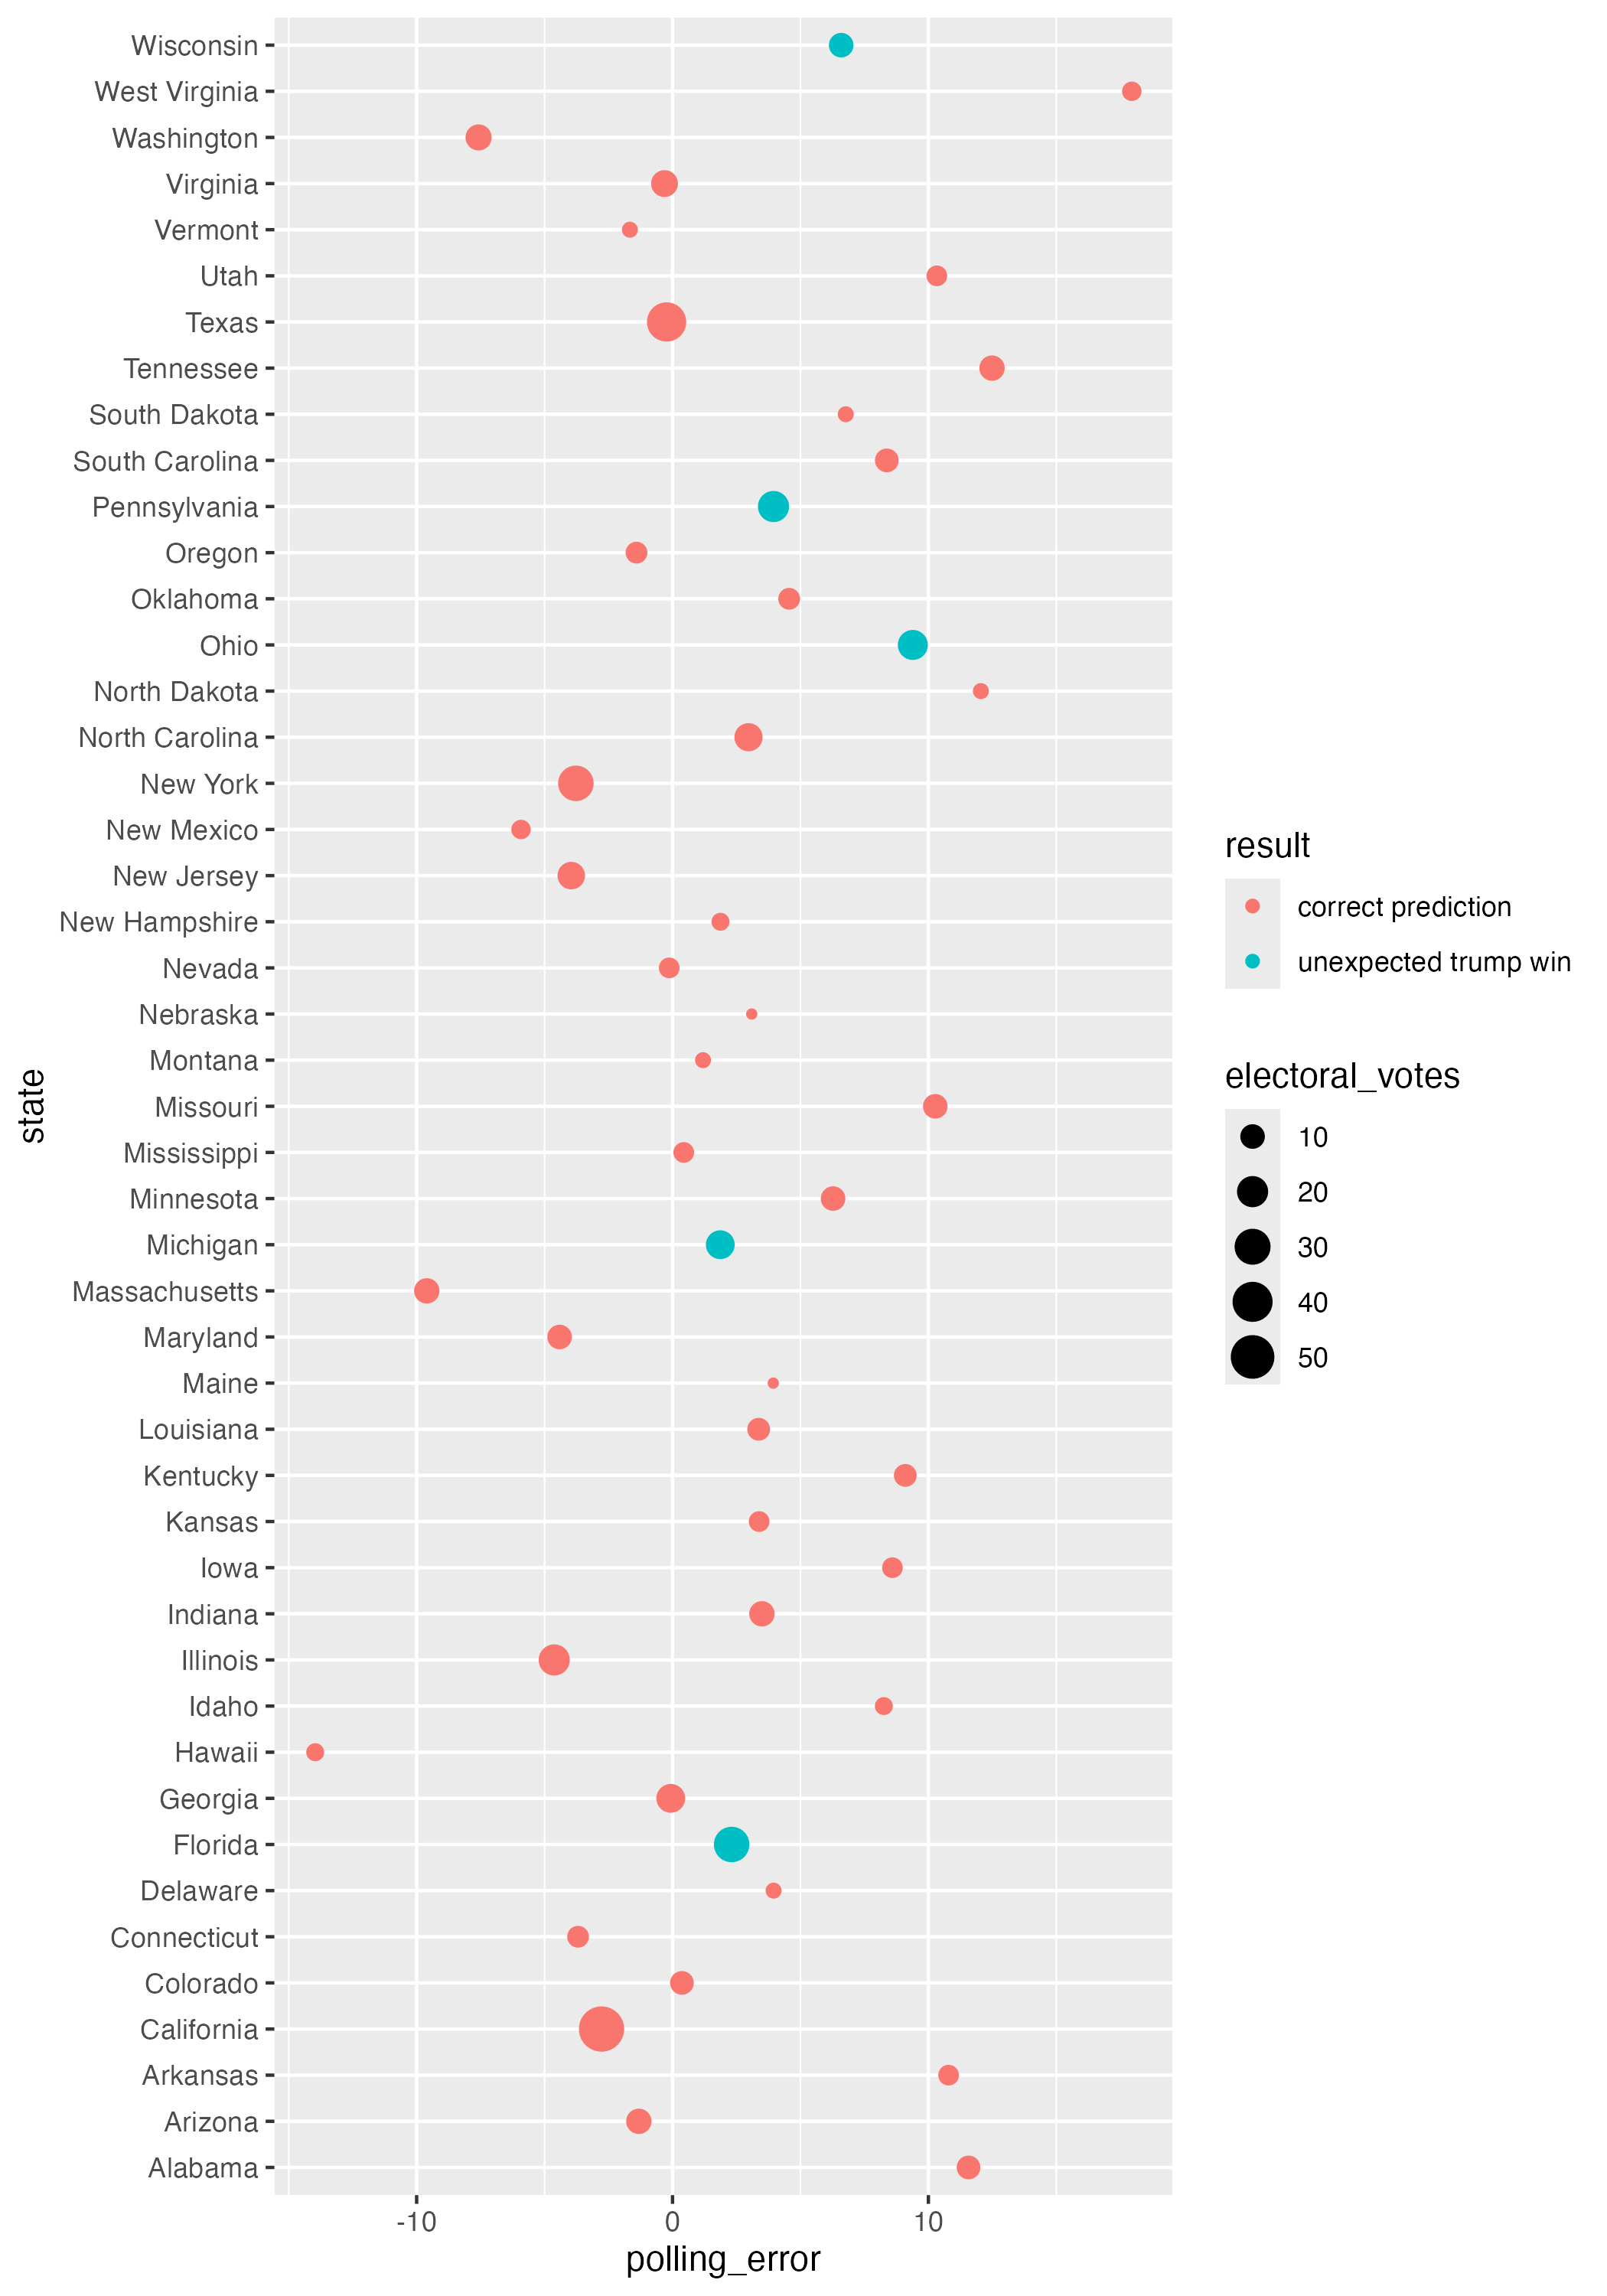 Wisconsin
West Virginia
Washington
Virginia
Vermont
Utah
Texas
Tennessee
South Dakota
South Carolina
Pennsylvania
Oregon
Oklahoma
Ohio
North Dakota
North Carolina
New York
New Mexico
New Jersey
New Hampshire
Nevada
Nebraska
Montana
Missouri
Mississippi
Minnesota
Michigan
Massachusetts
Maryland
Maine
Louisiana
Kentucky
Kansas
Iowa
Indiana
Illinois
Idaho
Hawaii
Georgia
Florida
Delaware
Connecticut
Colorado
California
Arkansas
Arizona
Alabama
state
-10 0 10
polling_error
result
correct prediction
unexpected trump win
electoral_votes
10
20
30
40
50